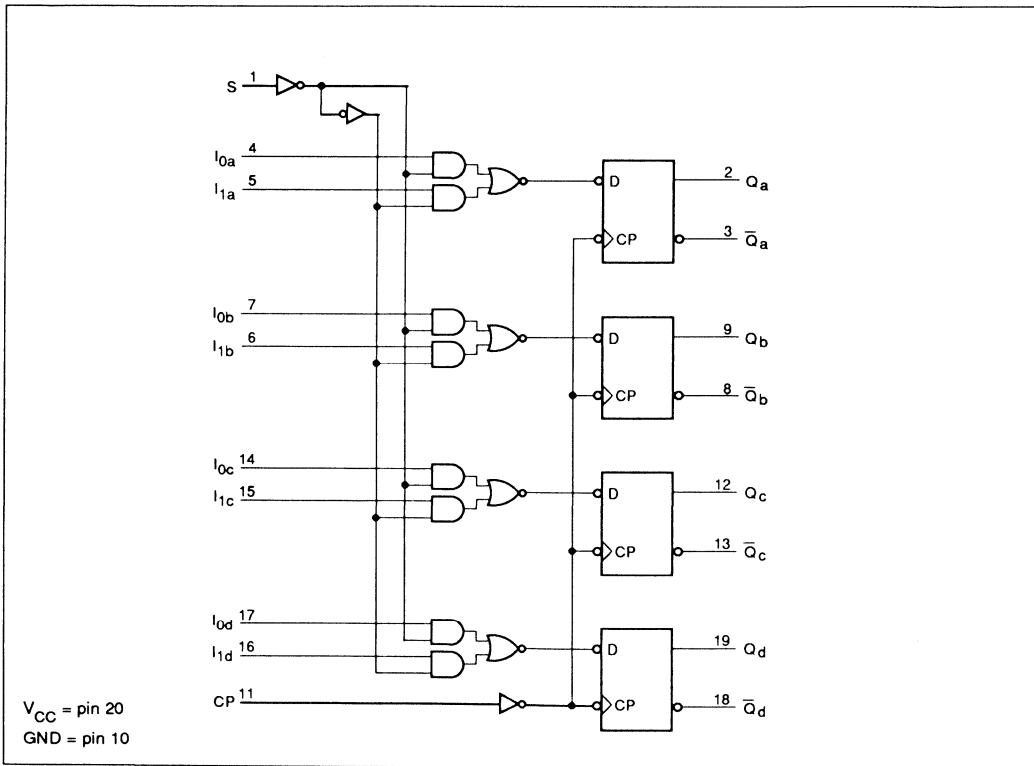 S 1
I0a 4
I1a 5
D
CP
2 Qa
3 Q̄a
I0b 7
I1b 6
D
CP
9 Qb
8 Q̄b
I0c 14
I1c 15
D
CP
12 Qc
13 Q̄c
I0d 17
I1d 16
D
CP
19 Qd
18 Q̄d
CP 11
VCC = pin 20
GND = pin 10